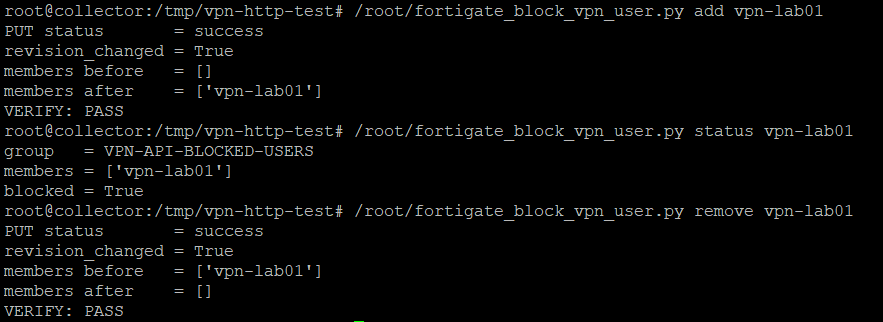 root@collector:/tmp/vpn-http-test# /root/fortigate_block_vpn_user.py add vpn-lab01
PUT status       = success
revision_changed = True
members before   = []
members after    = ['vpn-lab01']
VERIFY: PASS
root@collector:/tmp/vpn-http-test# /root/fortigate_block_vpn_user.py status vpn-lab01
group   = VPN-API-BLOCKED-USERS
members = ['vpn-lab01']
blocked = True
root@collector:/tmp/vpn-http-test# /root/fortigate_block_vpn_user.py remove vpn-lab01
PUT status       = success
revision_changed = True
members before   = ['vpn-lab01']
members after    = []
VERIFY: PASS